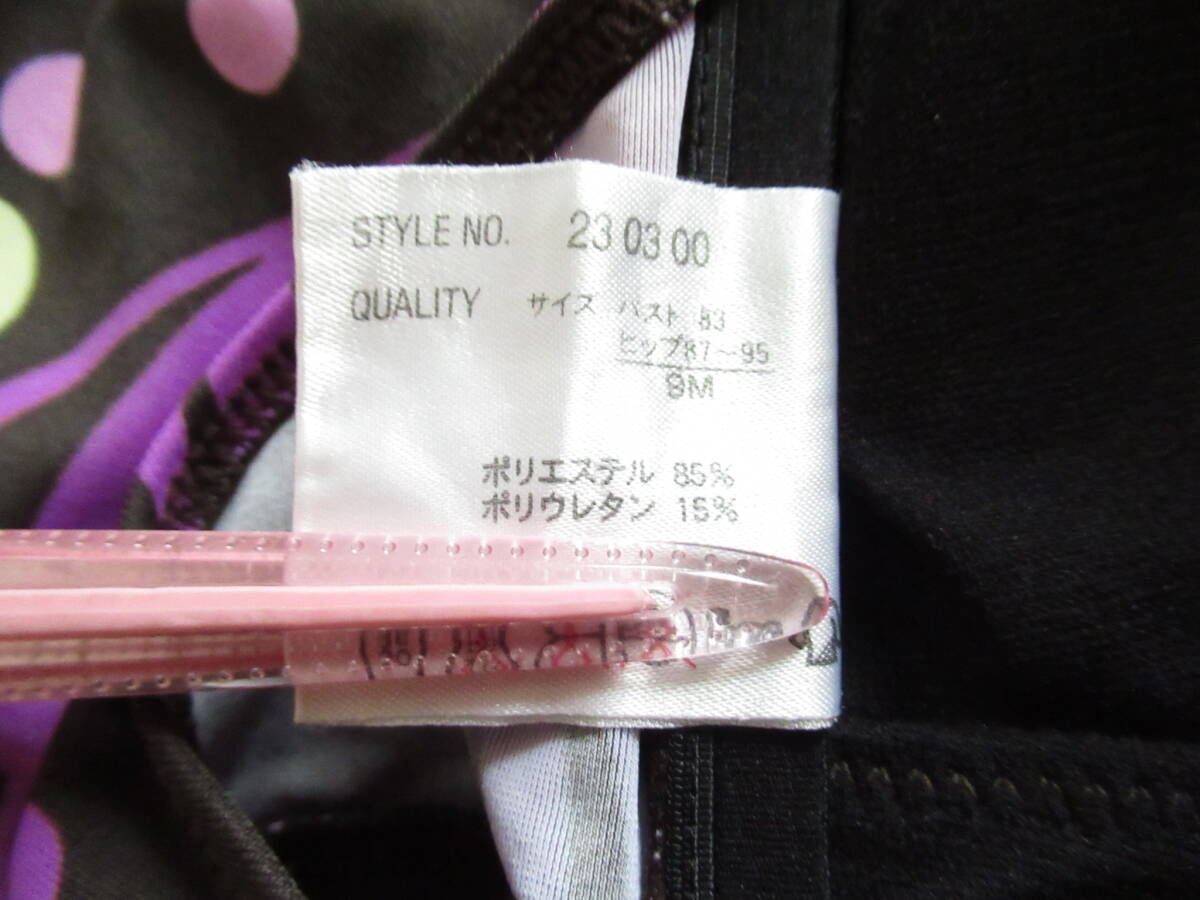 STYLE NO. 23 03 00
QUALITY サイズ バスト 83
ヒップ87～95
9M
ポリエステル 85%
ポリウレタン 15%